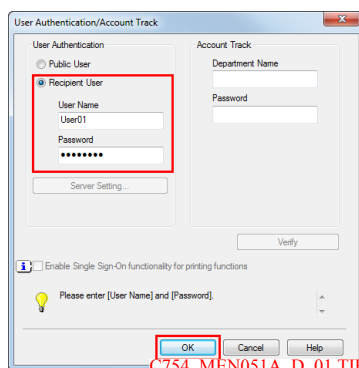 User Authentication/Account Track
User Authentication
Public User
Recipient User
User Name
User01
Password
••••••••
Server Setting...
Account Track
Department Name
Password
Verify
Enable Single Sign-On functionality for printing functions
Please enter [User Name] and [Password].
OK
Cancel
Help
C754_MEN051A_D_01.TIF